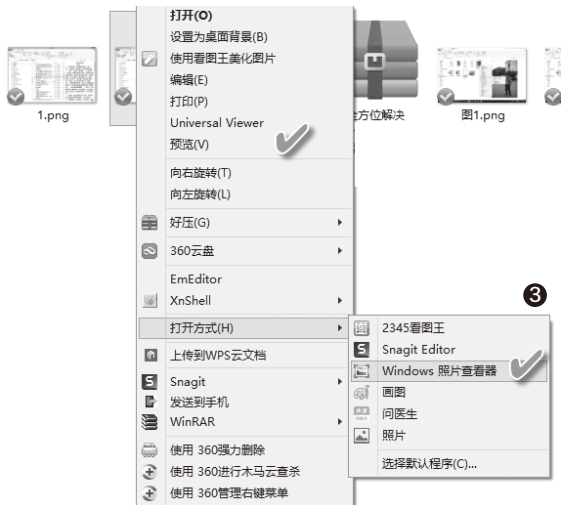 打开(O)
设置为桌面背景(B)
使用看图王美化图片
编辑(E)
打印(P)
Universal Viewer
预览(V)
向右旋转(T)
向左旋转(L)
好压(G)
360云盘
EmEditor
XnShell
打开方式(H)
上传到WPS云文档
Snagit
发送到手机
WinRAR
使用 360强力删除
使用 360进行木马云查杀
使用 360管理右键菜单
1.png
方位解决
图1.png
3
2345看图王
Snagit Editor
Windows 照片查看器
画图
问医生
照片
选择默认程序(C)...